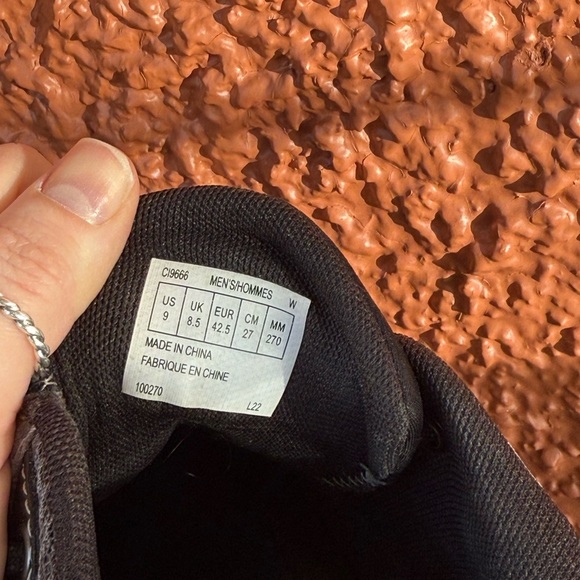 CI9666 MEN'S/HOMMES W
US UK EUR CM MM
9 8.5 42.5 27 270
MADE IN CHINA
FABRIQUE EN CHINE
100270 L22